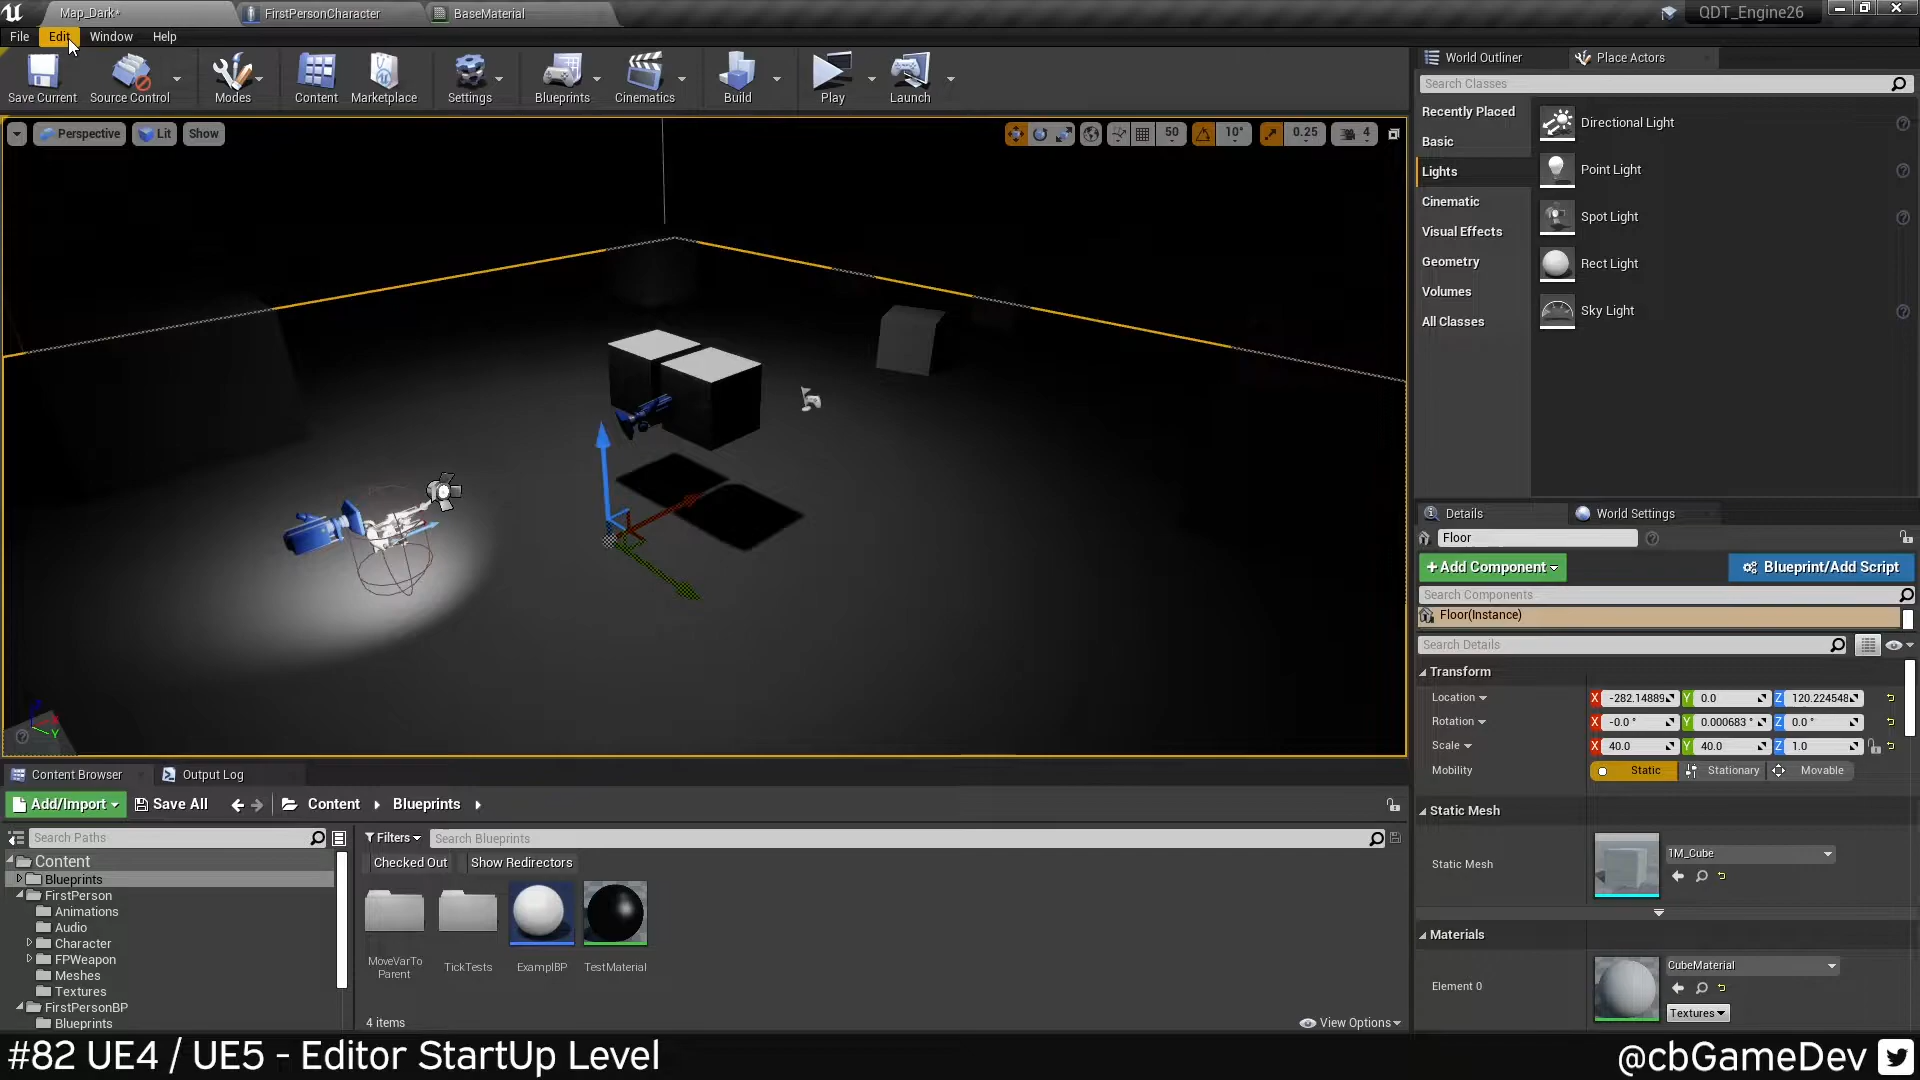 Map_Dark*
FirstPersonCharacter
BaseMaterial
QDT_Engine26
File
Edit
Window
Help
Save Current
Source Control
Modes
Content
Marketplace
Settings
Blueprints
Cinematics
Build
Play
Launch
Perspective
Lit
Show
50
10°
0.25
4
World Outliner
Place Actors
Search Classes
Recently Placed
Basic
Lights
Cinematic
Visual Effects
Geometry
Volumes
All Classes
Directional Light
Point Light
Spot Light
Rect Light
Sky Light
Details
World Settings
Floor
+Add Component
Blueprint/Add Script
Search Components
Floor(Instance)
Search Details
Transform
Location
X -282.14889 Y 0.0 Z 120.224548
Rotation
X -0.0 ° Y 0.000683 ° Z 0.0 °
Scale
X 40.0 Y 40.0 Z 1.0
Mobility
Static
Stationary
Movable
Static Mesh
Static Mesh
1M_Cube
Materials
Element 0
CubeMaterial
Textures
X
Y
Content Browser
Output Log
Add/Import
Save All
Content
Blueprints
Search Paths
Filters
Search Blueprints
Checked Out
Show Redirectors
Content
Blueprints
FirstPerson
Animations
Audio
Character
FPWeapon
Meshes
Textures
FirstPersonBP
Blueprints
MoveVarTo
Parent
TickTests
ExamplBP
TestMaterial
4 items
View Options
#82 UE4 / UE5 - Editor StartUp Level
@cbGameDev